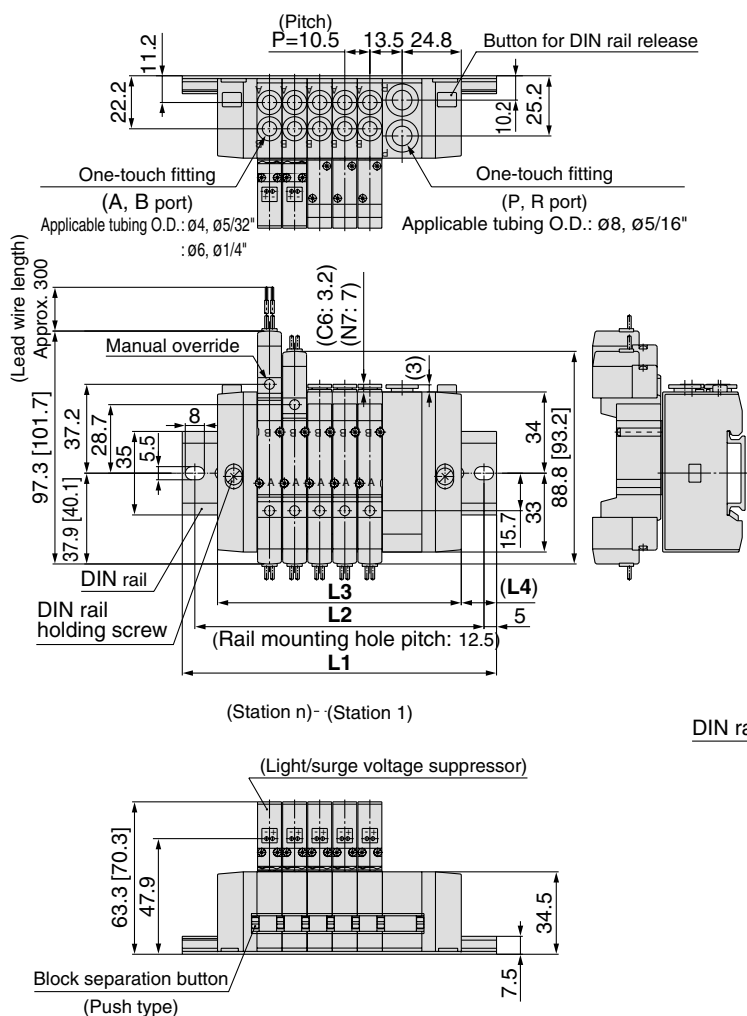 (Pitch)
P=10.5 13.5 24.8
Button for DIN rail release
11.2
22.2
10.2
25.2
A A A A A P
B B B B B
One-touch fitting
(A, B port)
Applicable tubing O.D.: ø4, ø5/32"
: ø6, ø1/4"
One-touch fitting
(P, R port)
Applicable tubing O.D.: ø8, ø5/16"
(Lead wire length)
Approx. 300
(C6: 3.2)
(N7: 7)
(3)
Manual override
97.3 [101.7]
37.2
28.7
8
35
5.5
37.9 [40.1]
B B B B B
A A A A A
34
88.8 [93.2]
33
15.7
DIN rail
DIN rail
holding screw
L3
(L4)
L2
5
(Rail mounting hole pitch: 12.5)
L1
(Station n)- -(Station 1)
DIN ra
(Light/surge voltage suppressor)
63.3 [70.3]
47.9
34.5
7.5
Block separation button
(Push type)